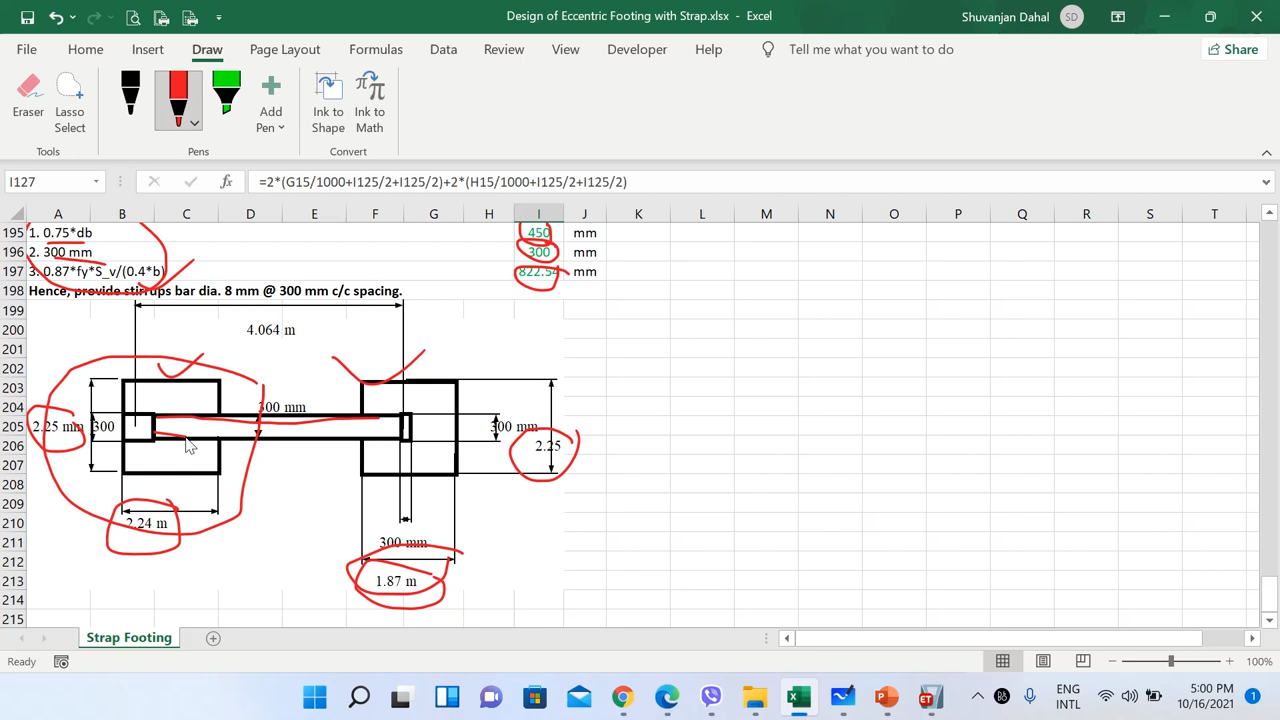 Design of Eccentric Footing with Strap.xlsx - Excel
Shuvanjan Dahal
SD
File Home Insert Draw Page Layout Formulas Data Review View Developer Help Tell me what you want to do Share
Eraser
Lasso Select
Add Pen
Ink to Shape
Ink to Math
Tools Pens Convert
I127 fx =2*(G15/1000+I125/2+I125/2)+2*(H15/1000+I125/2+I125/2)
A B C D E F G H I J K L M N O P Q R S T
195 1. 0.75*db 450 mm
196 2. 300 mm 300 mm
197 3. 0.87*fy*S_v/(0.4*b) 822.54 mm
198 Hence, provide stirrups bar dia. 8 mm @ 300 mm c/c spacing.
199
200 4.064 m
201
202
203
204 300 mm
205 2.25 mm 300 300 mm
206 2.25
207
208
209
210 2.24 m
211 300 mm
212
213 1.87 m
214
215
Strap Footing
Ready 100%
ET
ENG
INTL
5:00 PM
10/16/2021
1